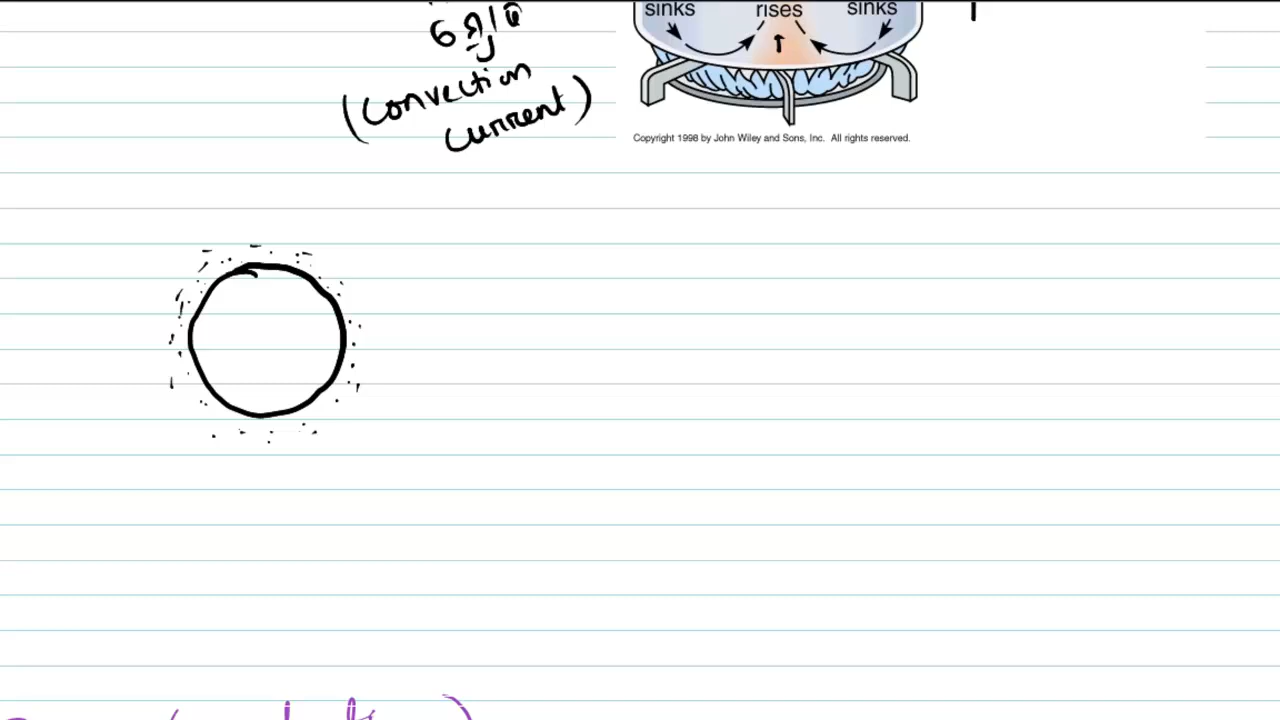 sinks rises sinks
(convection
current)
Copyright 1998 by John Wiley and Sons, Inc. All rights reserved.